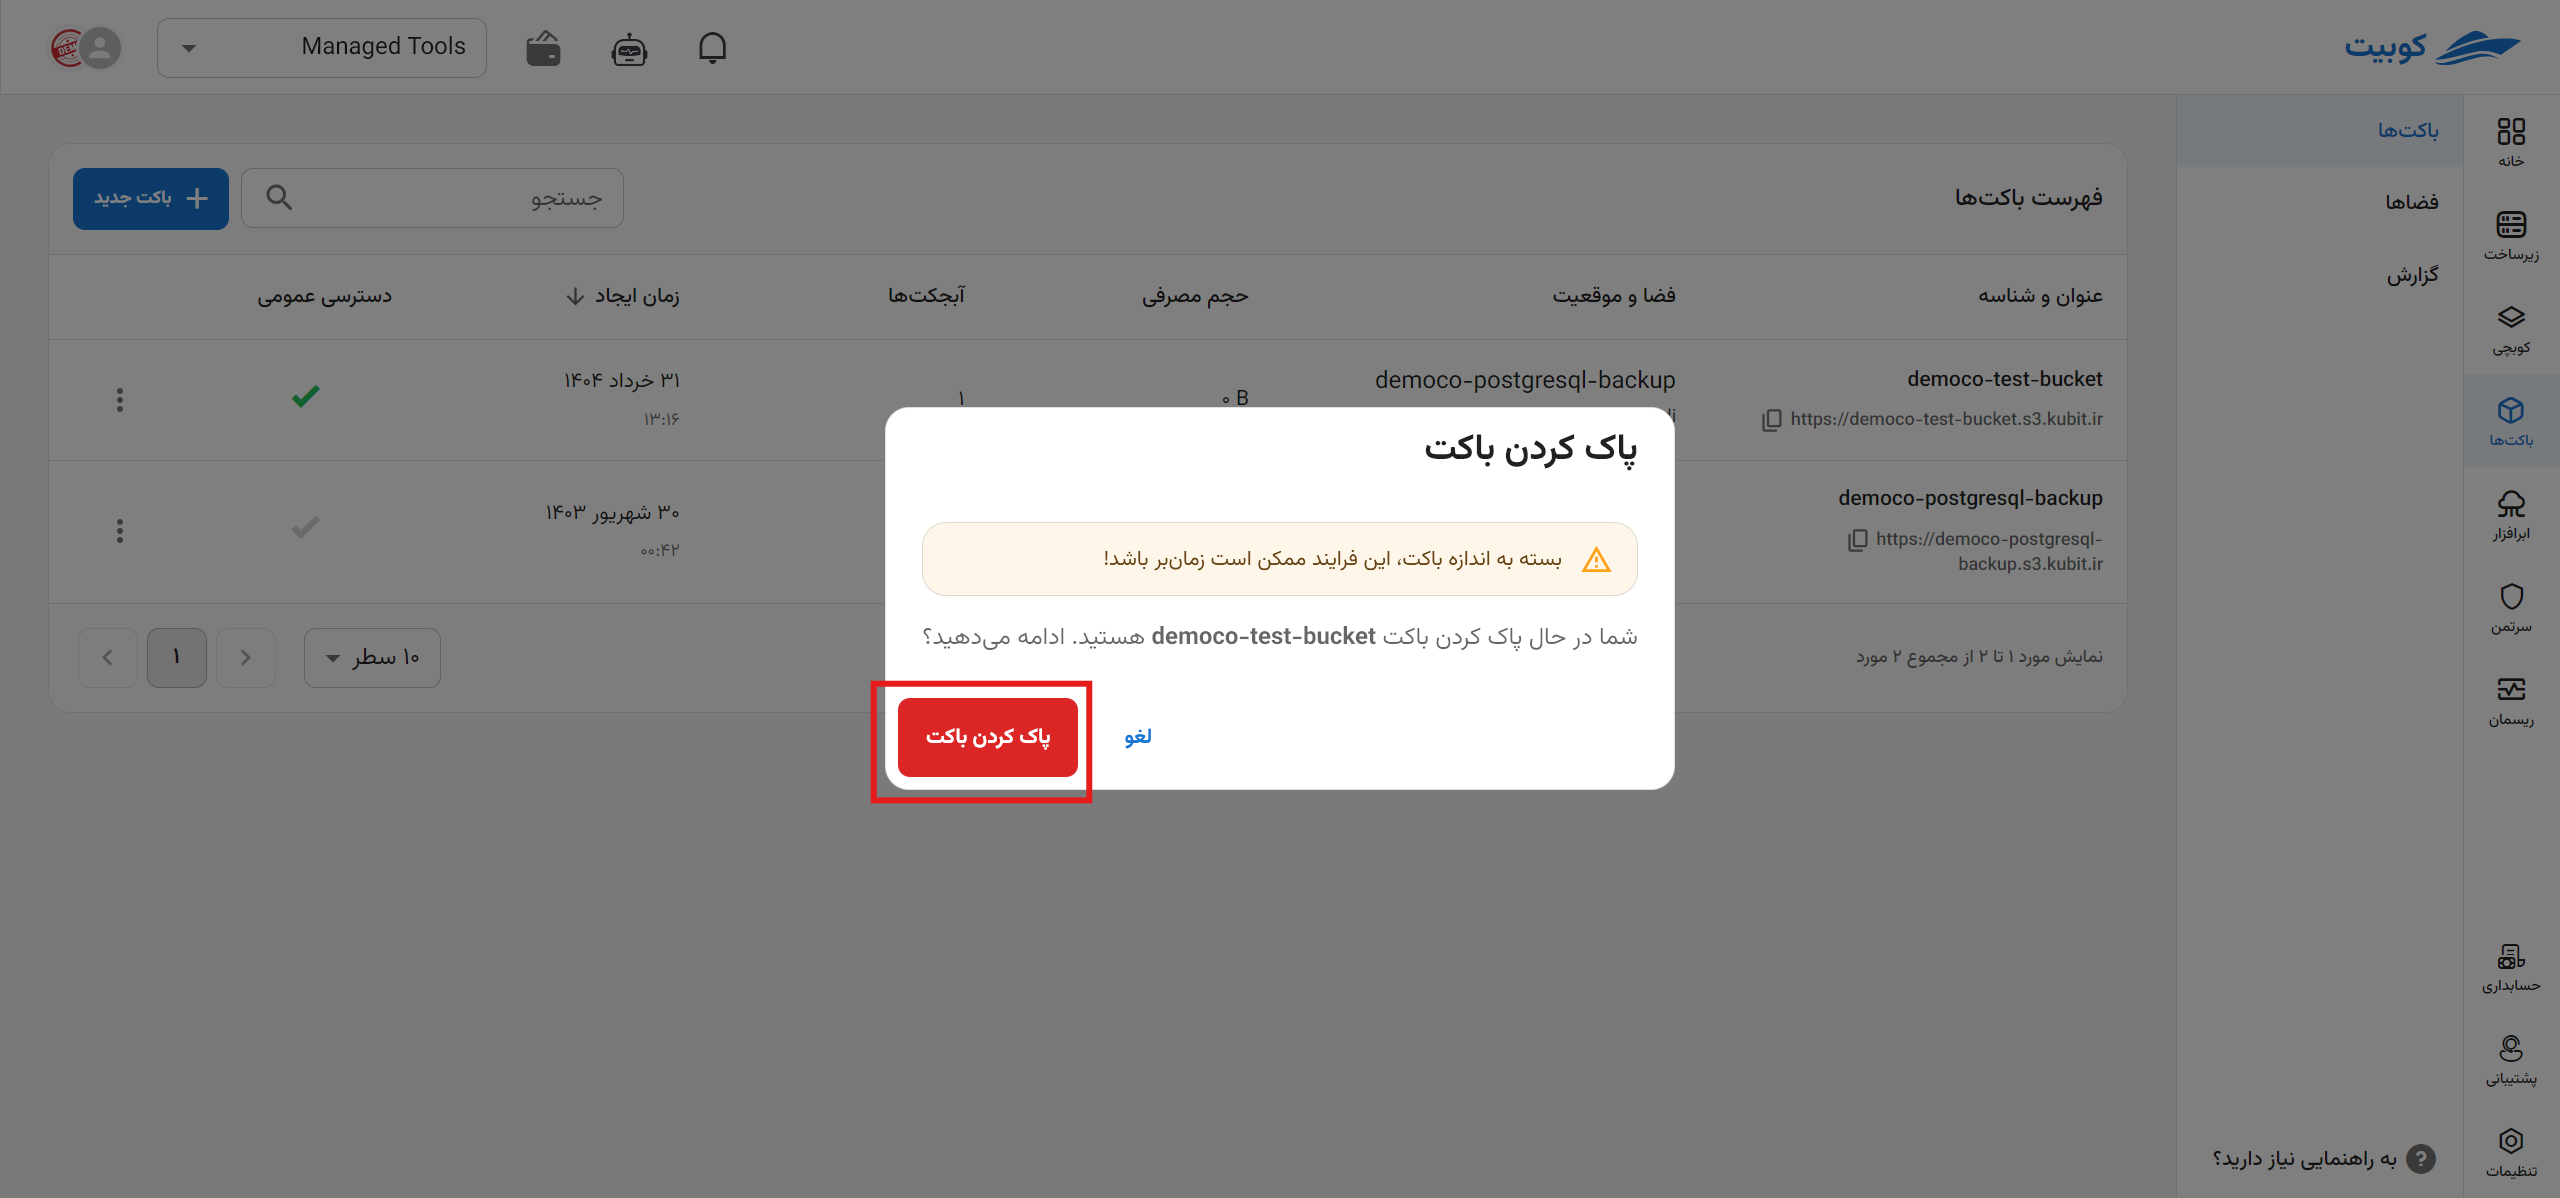 کوبیت
Managed Tools
DEM
خانه
زیرساخت
کوبچی
باکت‌ها
ابرافزار
سرتمن
ریسمان
حسابداری
پشتیبانی
تنظیمات
باکت‌ها
فضاها
گزارش
به راهنمایی نیاز دارید؟
فهرست باکت‌ها
جستجو
باکت جدید
عنوان و شناسه
فضا و موقعیت
حجم مصرفی
آبجکت‌ها
زمان ایجاد
دسترسی عمومی
democo-test-bucket
https://democo-test-bucket.s3.kubit.ir
democo-postgresql-backup
۰ B
۱
۳۱ خرداد ۱۴۰۴
۱۳:۱۶
democo-postgresql-backup
https://democo-postgresql-
backup.s3.kubit.ir
۳۰ شهریور ۱۴۰۳
۰۰:۴۲
نمایش مورد ۱ تا ۲ از مجموع ۲ مورد
۱۰ سطر
۱
پاک کردن باکت
بسته به اندازه باکت، این فرایند ممکن است زمان‌بر باشد!
شما در حال پاک کردن باکت democo-test-bucket هستید. ادامه می‌دهید؟
لغو
پاک کردن باکت